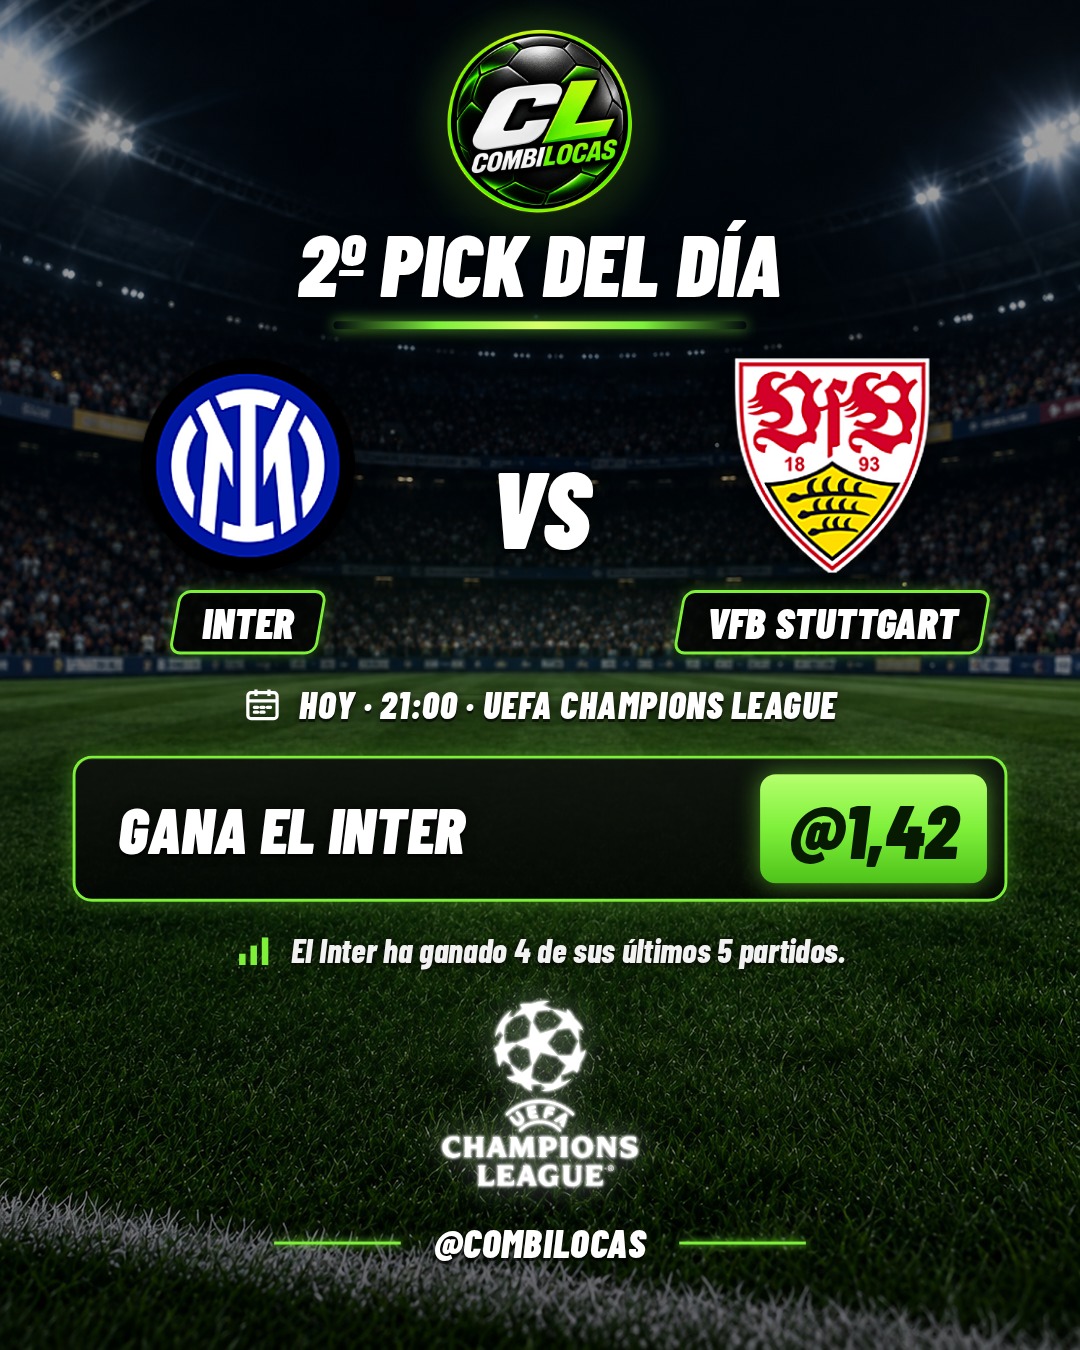 CL
COMBILOCAS
2º PICK DEL DÍA
VfB
18 93
VS
INTER
VFB STUTTGART
HOY · 21:00 · UEFA CHAMPIONS LEAGUE
GANA EL INTER
@1,42
El Inter ha ganado 4 de sus últimos 5 partidos.
UEFA
CHAMPIONS
LEAGUE
@COMBILOCAS